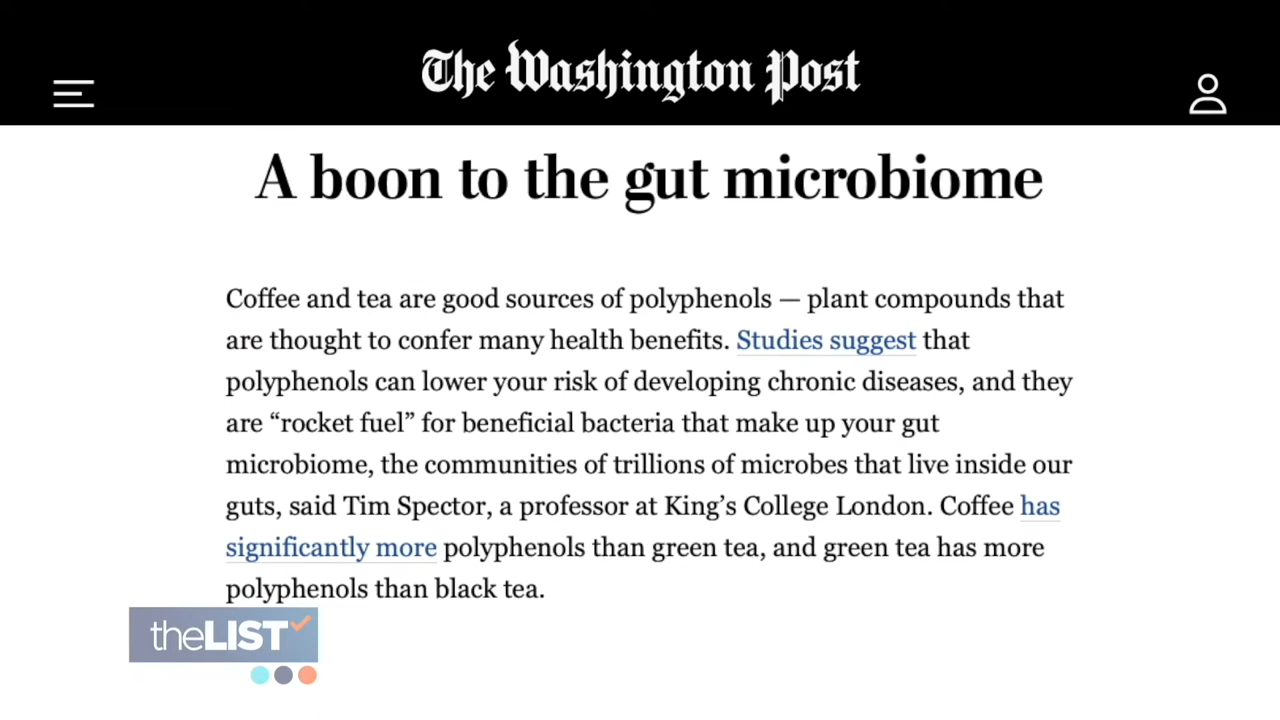 The Washington Post
A boon to the gut microbiome
Coffee and tea are good sources of polyphenols — plant compounds that
are thought to confer many health benefits. Studies suggest that
polyphenols can lower your risk of developing chronic diseases, and they
are “rocket fuel” for beneficial bacteria that make up your gut
microbiome, the communities of trillions of microbes that live inside our
guts, said Tim Spector, a professor at King’s College London. Coffee has
significantly more polyphenols than green tea, and green tea has more
polyphenols than black tea.
theLIST